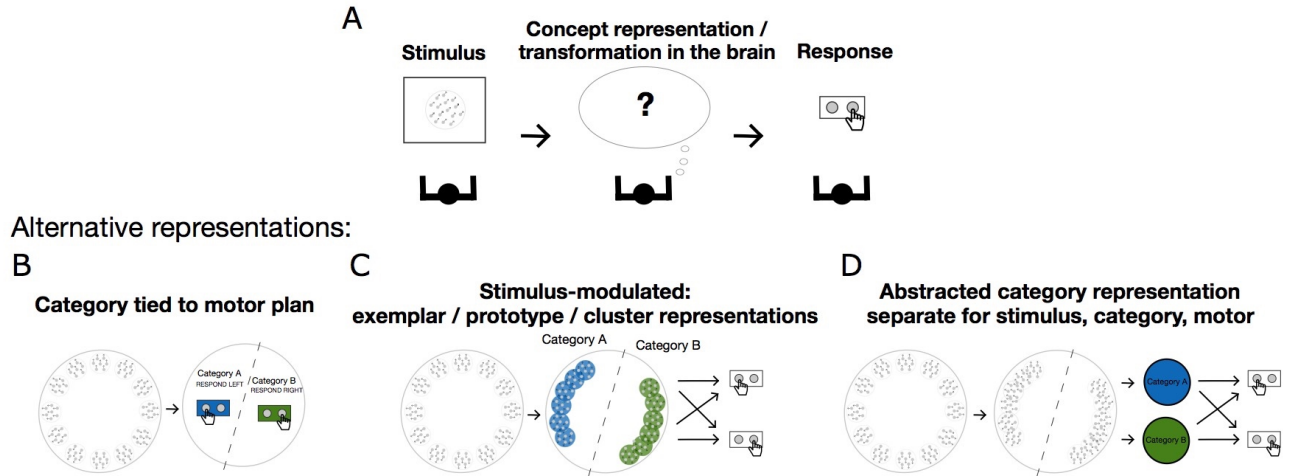 A
Stimulus
Concept representation /
transformation in the brain
Response
?
Alternative representations:
B
Category tied to motor plan
Category A
RESPOND LEFT
Category B
RESPOND RIGHT
C
Stimulus-modulated:
exemplar / prototype / cluster representations
Category A
Category B
D
Abstracted category representation
separate for stimulus, category, motor
Category A
Category B